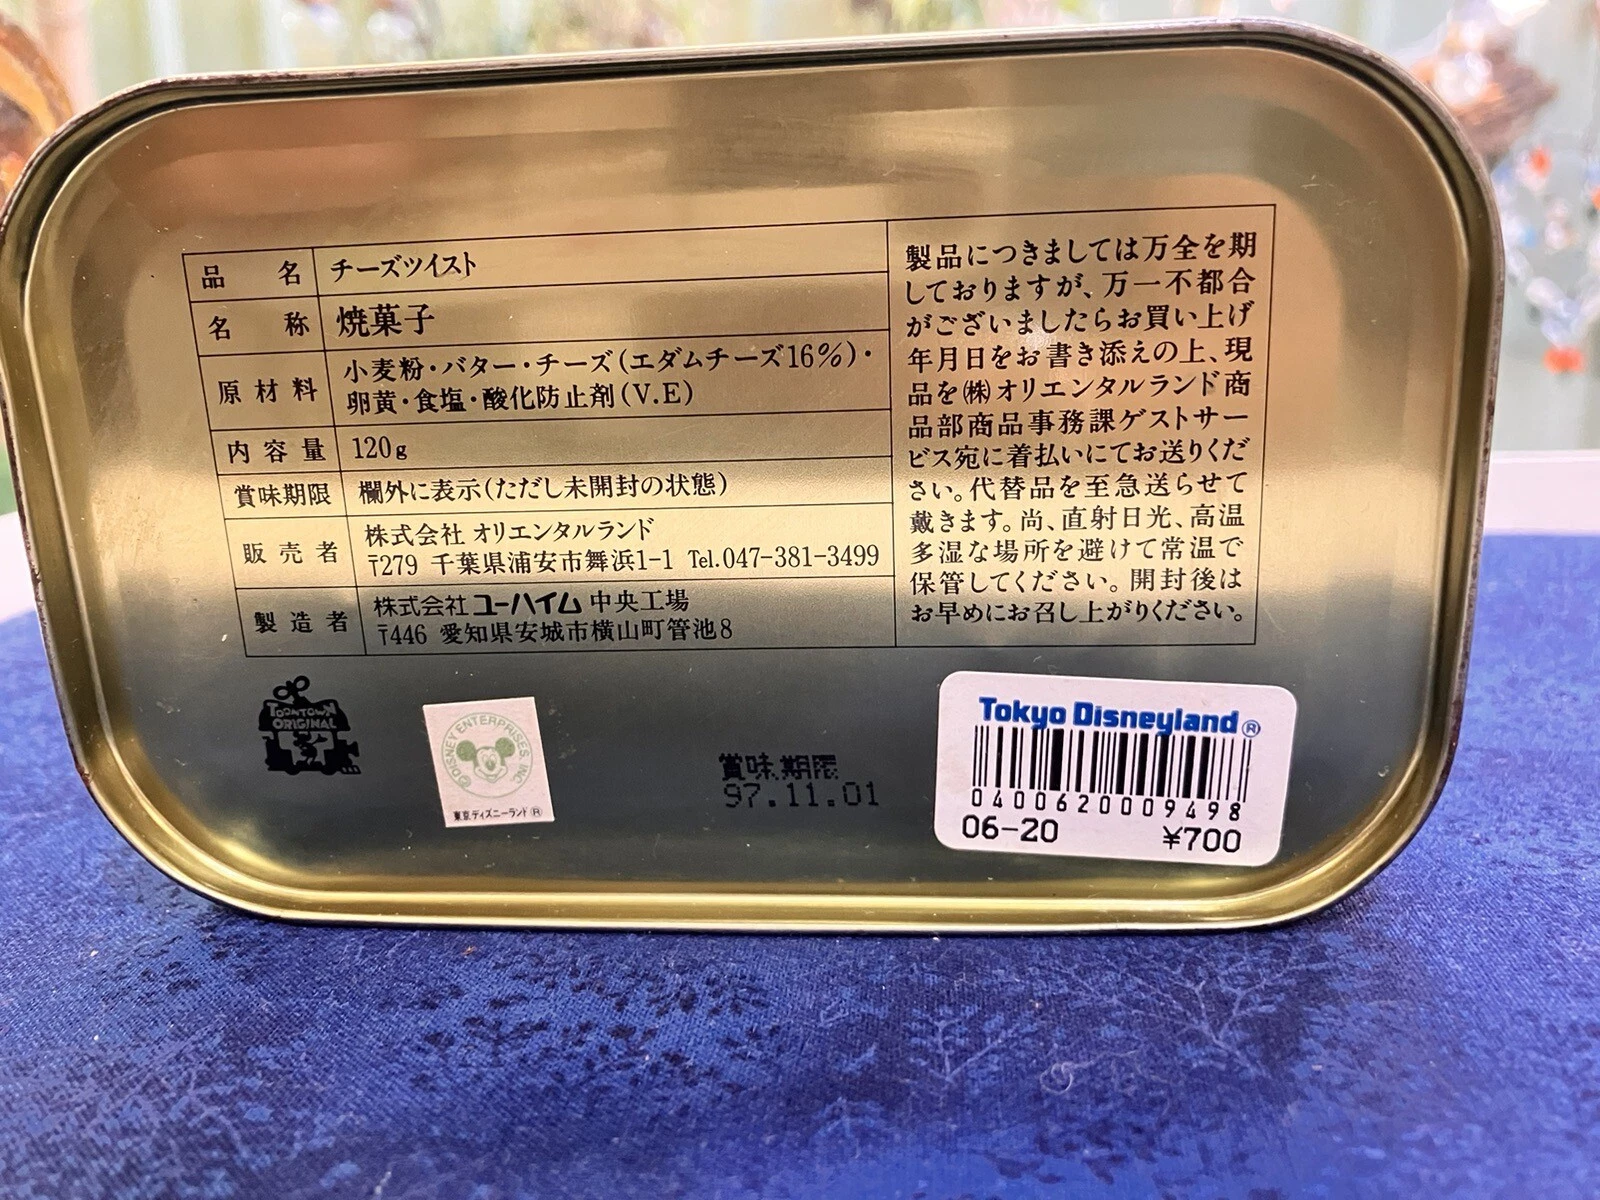 品名 チーズツイスト
名称 焼菓子
原材料 小麦粉・バター・チーズ(エダムチーズ16%)・
卵黄・食塩・酸化防止剤(V.E)
内容量 120g
賞味期限 欄外に表示(ただし未開封の状態)
販売者 株式会社 オリエンタルランド
〒279 千葉県浦安市舞浜1-1 Tel.047-381-3499
製造者 株式会社ユーハイム 中央工場
〒446 愛知県安城市横山町管池8
製品につきましては万全を期
しておりますが、万一不都合
がございましたらお買い上げ
年月日をお書き添えの上、現
品を㈱オリエンタルランド商
品部商品事務課ゲストサー
ビス宛に着払いにてお送りくだ
さい。代替品を至急送らせて
戴きます。尚、直射日光、高温
多湿な場所を避けて常温で
保管してください。開封後は
お早めにお召し上がりください。
TOONTOWN
ORIGINAL
© DISNEY ENTERPRISES, INC
東京ディズニーランド®
賞味期限
97.11.01
Tokyo Disneyland®
0400620009498
06-20 ¥700